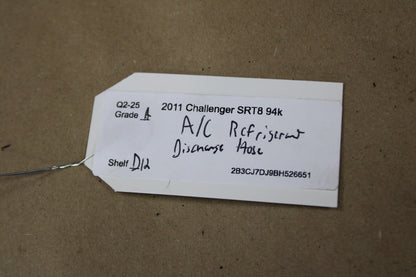 Q2-25 2011 Challenger SRT8 94k
Grade A
A/C Refrigerant
Discharge Hose
Shelf D12
2B3CJ7DJ9BH526651